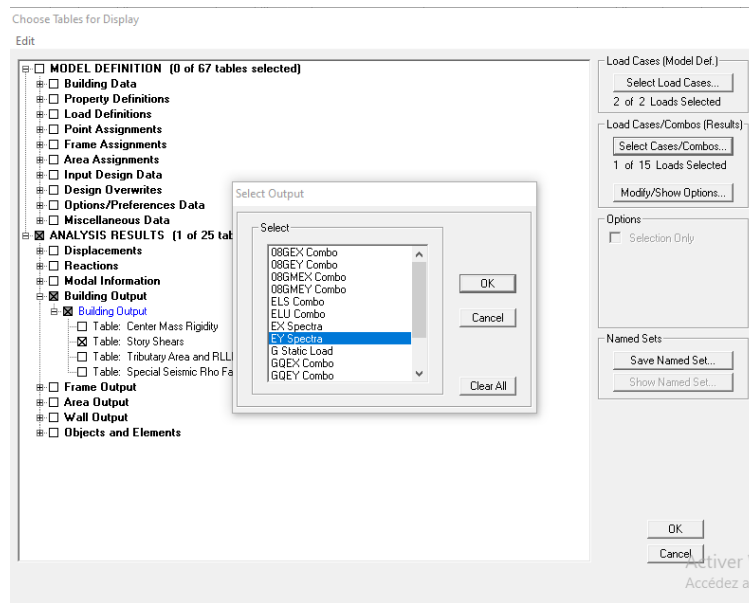 Choose Tables for Display
Edit
MODEL DEFINITION (0 of 67 tables selected)
Building Data
Property Definitions
Load Definitions
Point Assignments
Frame Assignments
Area Assignments
Input Design Data
Design Overwrites
Options/Preferences Data
Miscellaneous Data
ANALYSIS RESULTS (1 of 25 tab
Displacements
Reactions
Modal Information
Building Output
Building Output
Table: Center Mass Rigidity
Table: Story Shears
Table: Tributary Area and RLL
Table: Special Seismic Rho Fa
Frame Output
Area Output
Wall Output
Objects and Elements
Select Output
Select
08GEX Combo
08GEY Combo
08GMEX Combo
08GMEY Combo
ELS Combo
ELU Combo
EX Spectra
EY Spectra
G Static Load
GQEX Combo
GQEY Combo
OK
Cancel
Clear All
Load Cases (Model Def.)
Select Load Cases...
2 of 2 Loads Selected
Load Cases/Combos (Results)
Select Cases/Combos...
1 of 15 Loads Selected
Modify/Show Options...
Options
Selection Only
Named Sets
Save Named Set...
Show Named Set...
OK
Cancel
Activer
Accédez a